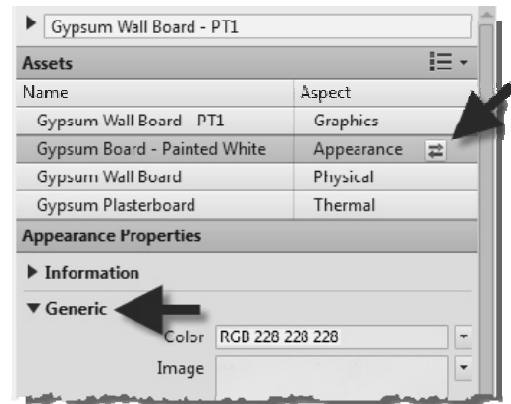 Gypsum Wall Board - PT1
Assets
Name Aspect
Gypsum Wall Board PT1 Graphics
Gypsum Board - Painted White Appearance
Gypsum Wall Board Physical
Gypsum Plasterboard Thermal
Appearance Properties
Information
Generic
Color RGB 228 228 228
Image